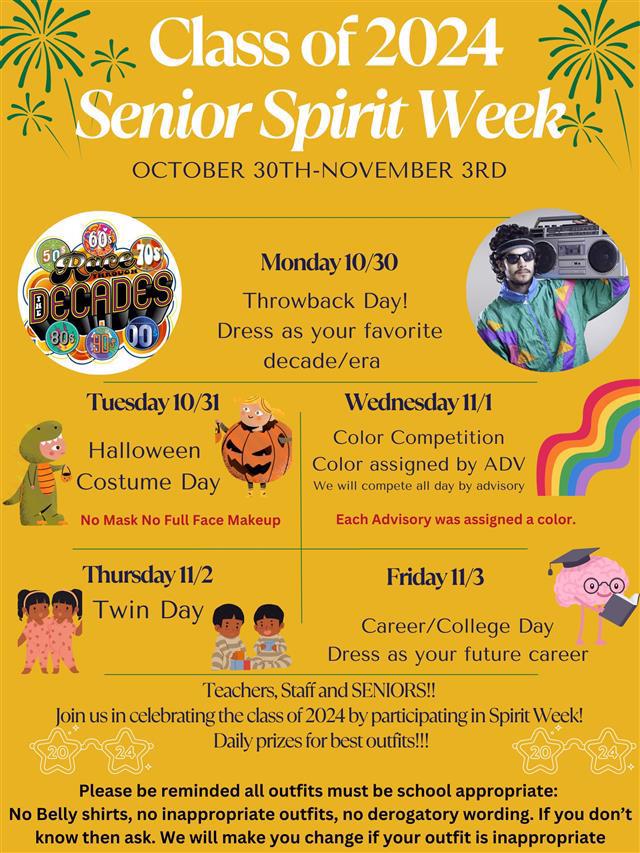 Class of 2024
Senior Spirit Week
OCTOBER 30TH-NOVEMBER 3RD
50s 60s 70s
Race
THROUGH
THE DECADES
80s 90s 00s
Monday 10/30
Throwback Day!
Dress as your favorite
decade/era
Tuesday 10/31
Halloween
Costume Day
No Mask No Full Face Makeup
Wednesday 11/1
Color Competition
Color assigned by ADV
We will compete all day by advisory
Each Advisory was assigned a color.
Thursday 11/2
Twin Day
Friday 11/3
Career/College Day
Dress as your future career
Teachers, Staff and SENIORS!!
Join us in celebrating the class of 2024 by participating in Spirit Week!
Daily prizes for best outfits!!!
20 24
20 24
Please be reminded all outfits must be school appropriate:
No Belly shirts, no inappropriate outfits, no derogatory wording. If you don’t
know then ask. We will make you change if your outfit is inappropriate